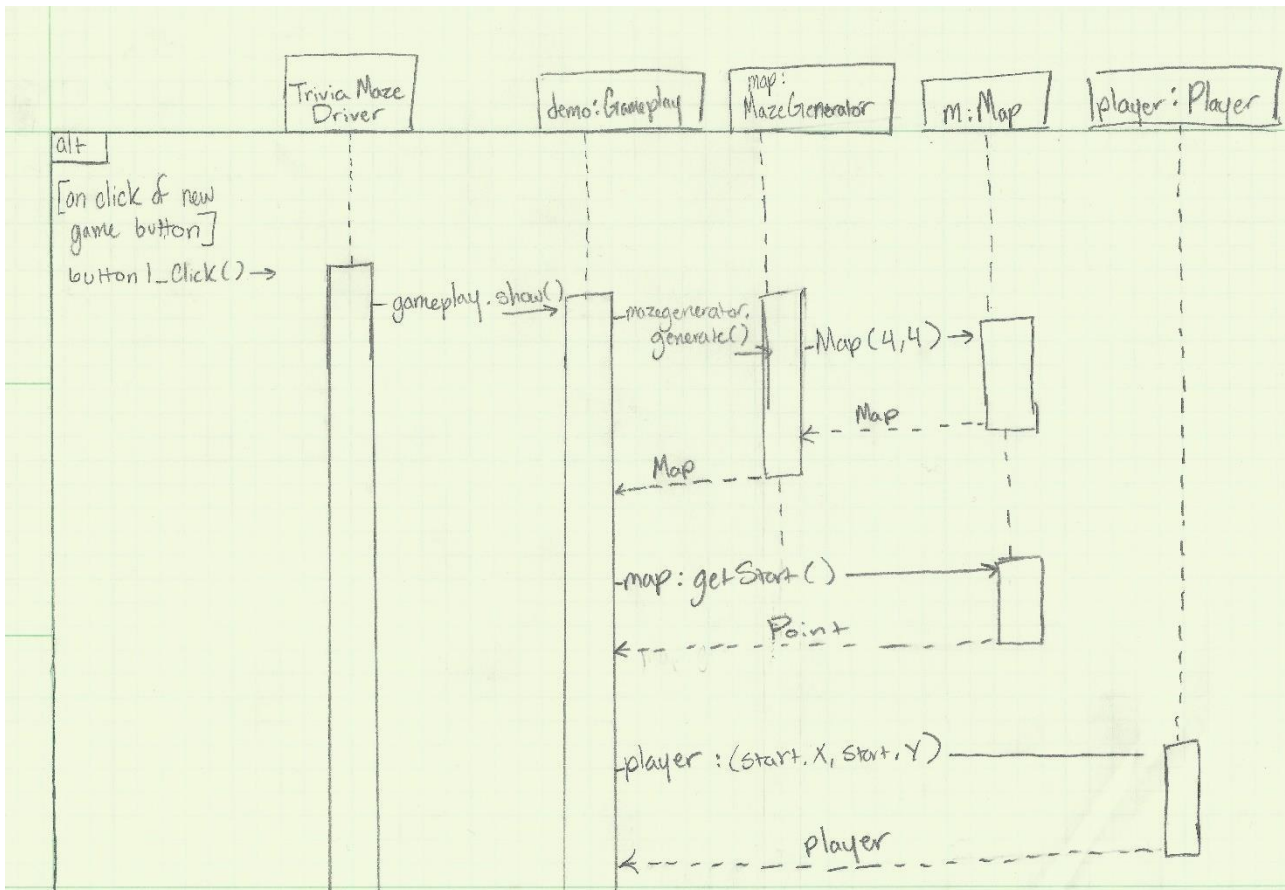 Trivia Maze
Driver
demo:Gameplay
map:
MazeGenerator
m:Map
player:Player
alt
[on click of new
game button]
button1_Click()
gameplay.show()
mazegenerator.
generate()
Map(4,4)
Map
Map
map:getStart()
Point
player:(start.X, start.Y)
player